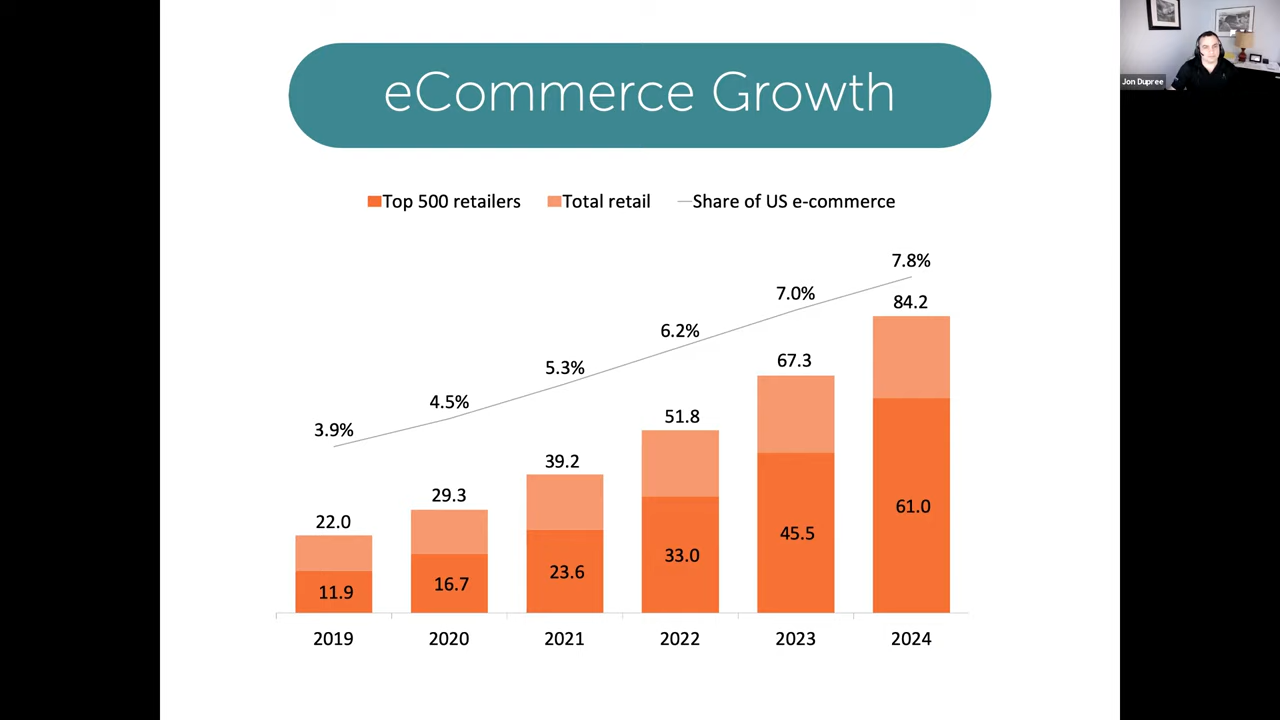 eCommerce Growth
Jon Dupree
Top 500 retailers Total retail Share of US e-commerce
7.8%
84.2
7.0%
67.3
6.2%
51.8
5.3%
39.2
4.5%
29.3
3.9%
22.0
11.9 16.7 23.6 33.0 45.5 61.0
2019 2020 2021 2022 2023 2024